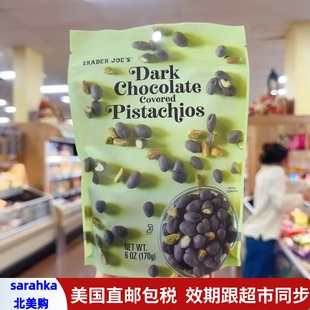 TRADER JOE'S
Dark
Chocolate
Covered
Pistachios
NET WT.
6 OZ (170g)
sarahka
北美购
美国直邮包税 效期跟超市同步